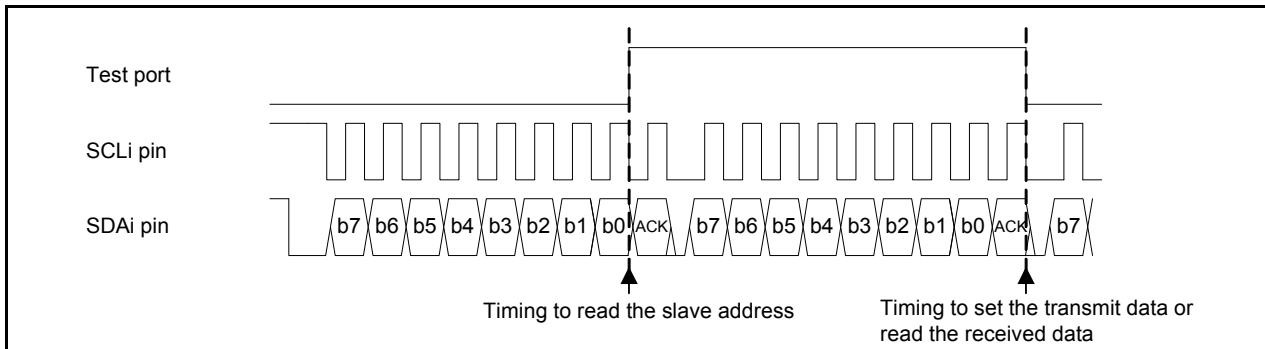 Test port
SCLi pin
SDAi pin
b7 b6 b5 b4 b3 b2 b1 b0 ACK b7 b6 b5 b4 b3 b2 b1 b0 ACK b7
Timing to read the slave address
Timing to set the transmit data or
read the received data